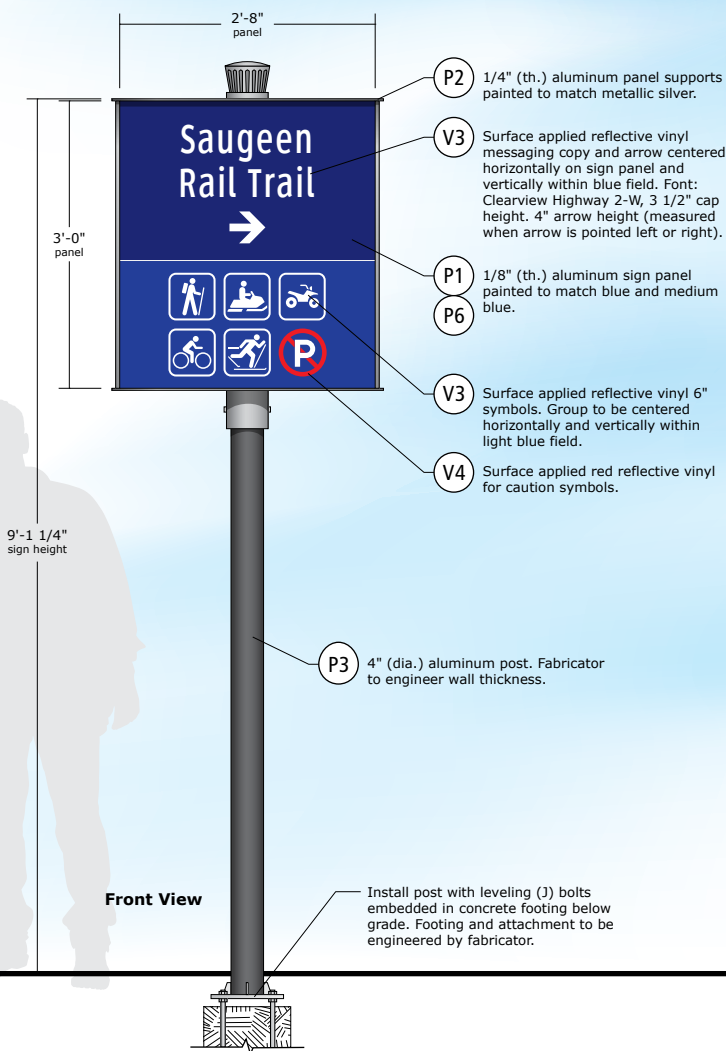 2'-8"
panel
P2
1/4" (th.) aluminum panel supports
painted to match metallic silver.
Saugeen
Rail Trail
V3
Surface applied reflective vinyl
messaging copy and arrow centered
horizontally on sign panel and
vertically within blue field. Font:
Clearview Highway 2-W, 3 1/2" cap
height. 4" arrow height (measured
when arrow is pointed left or right).
3'-0"
panel
P1
P6
1/8" (th.) aluminum sign panel
painted to match blue and medium
blue.
P
V3
Surface applied reflective vinyl 6"
symbols. Group to be centered
horizontally and vertically within
light blue field.
V4
Surface applied red reflective vinyl
for caution symbols.
9'-1 1/4"
sign height
P3
4" (dia.) aluminum post. Fabricator
to engineer wall thickness.
Front View
Install post with leveling (J) bolts
embedded in concrete footing below
grade. Footing and attachment to be
engineered by fabricator.